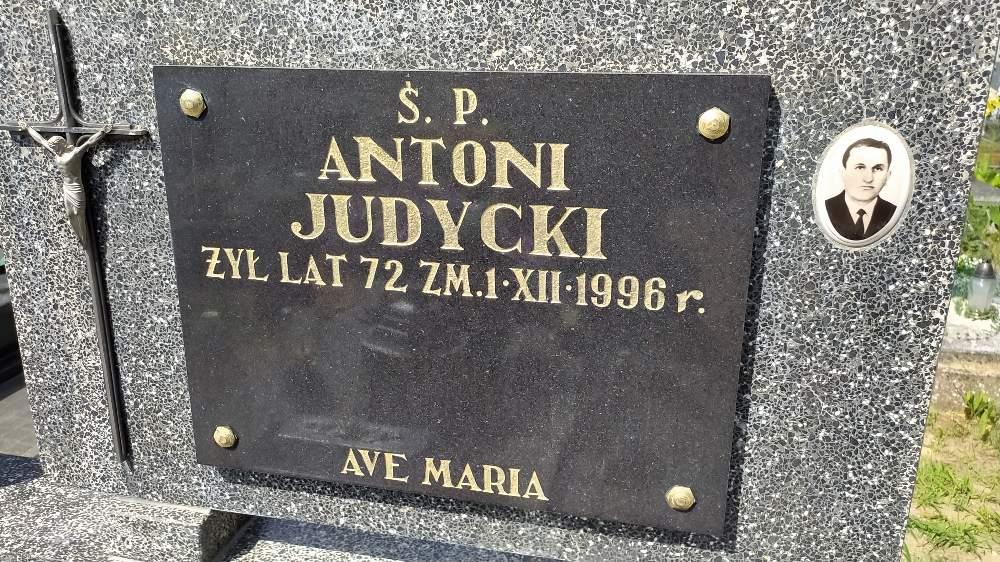 Ś. P.
ANTONI
JUDYCKI
ŻYŁ LAT 72 ZM. 1·XII·1996 r.
AVE MARIA